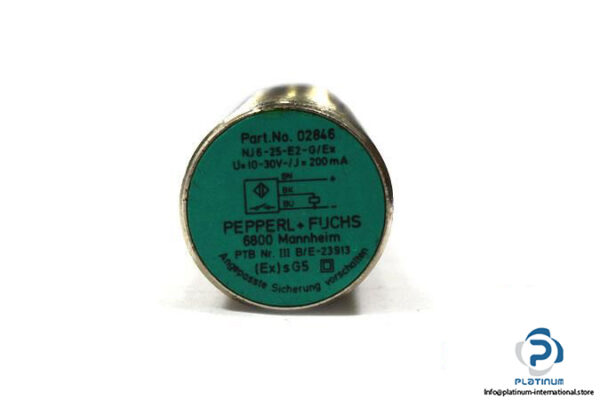 Part.No. 02846
NJ6-25-E2-G/Ex
U=10-30V-/J=200mA
BN +
BK
BU -
PEPPERL+FUCHS
6800 Mannheim
PTB Nr. III B/E-23913
(Ex)sG5
Angepasste Sicherung vorschalten
PLATINUM
Info@platinum-international.store